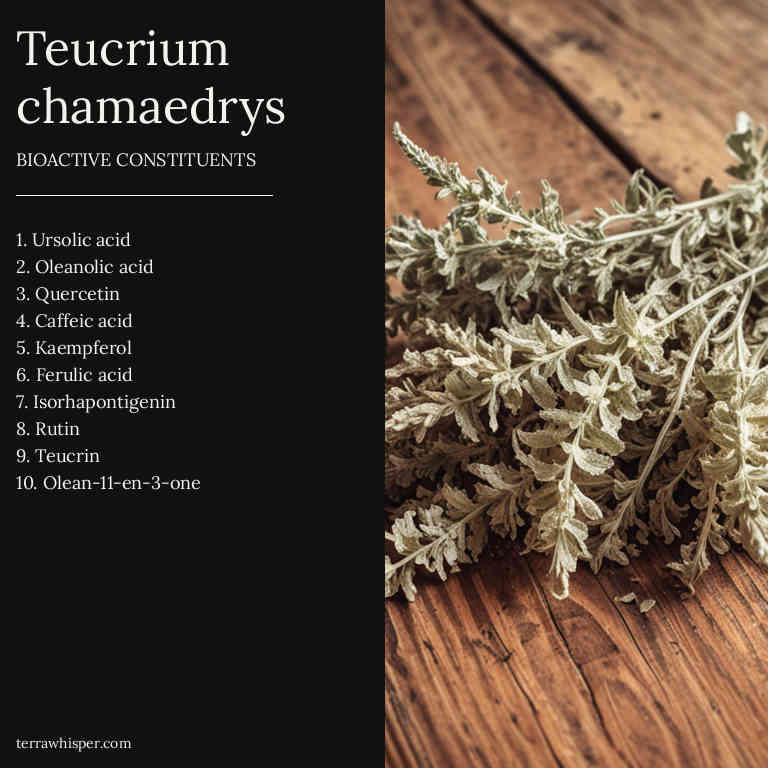 Teucrium
chamaedrys
BIOACTIVE CONSTITUENTS
1. Ursolic acid
2. Oleanolic acid
3. Quercetin
4. Caffeic acid
5. Kaempferol
6. Ferulic acid
7. Isorhapontigenin
8. Rutin
9. Teucrin
10. Olean-11-en-3-one
terrawhisper.com